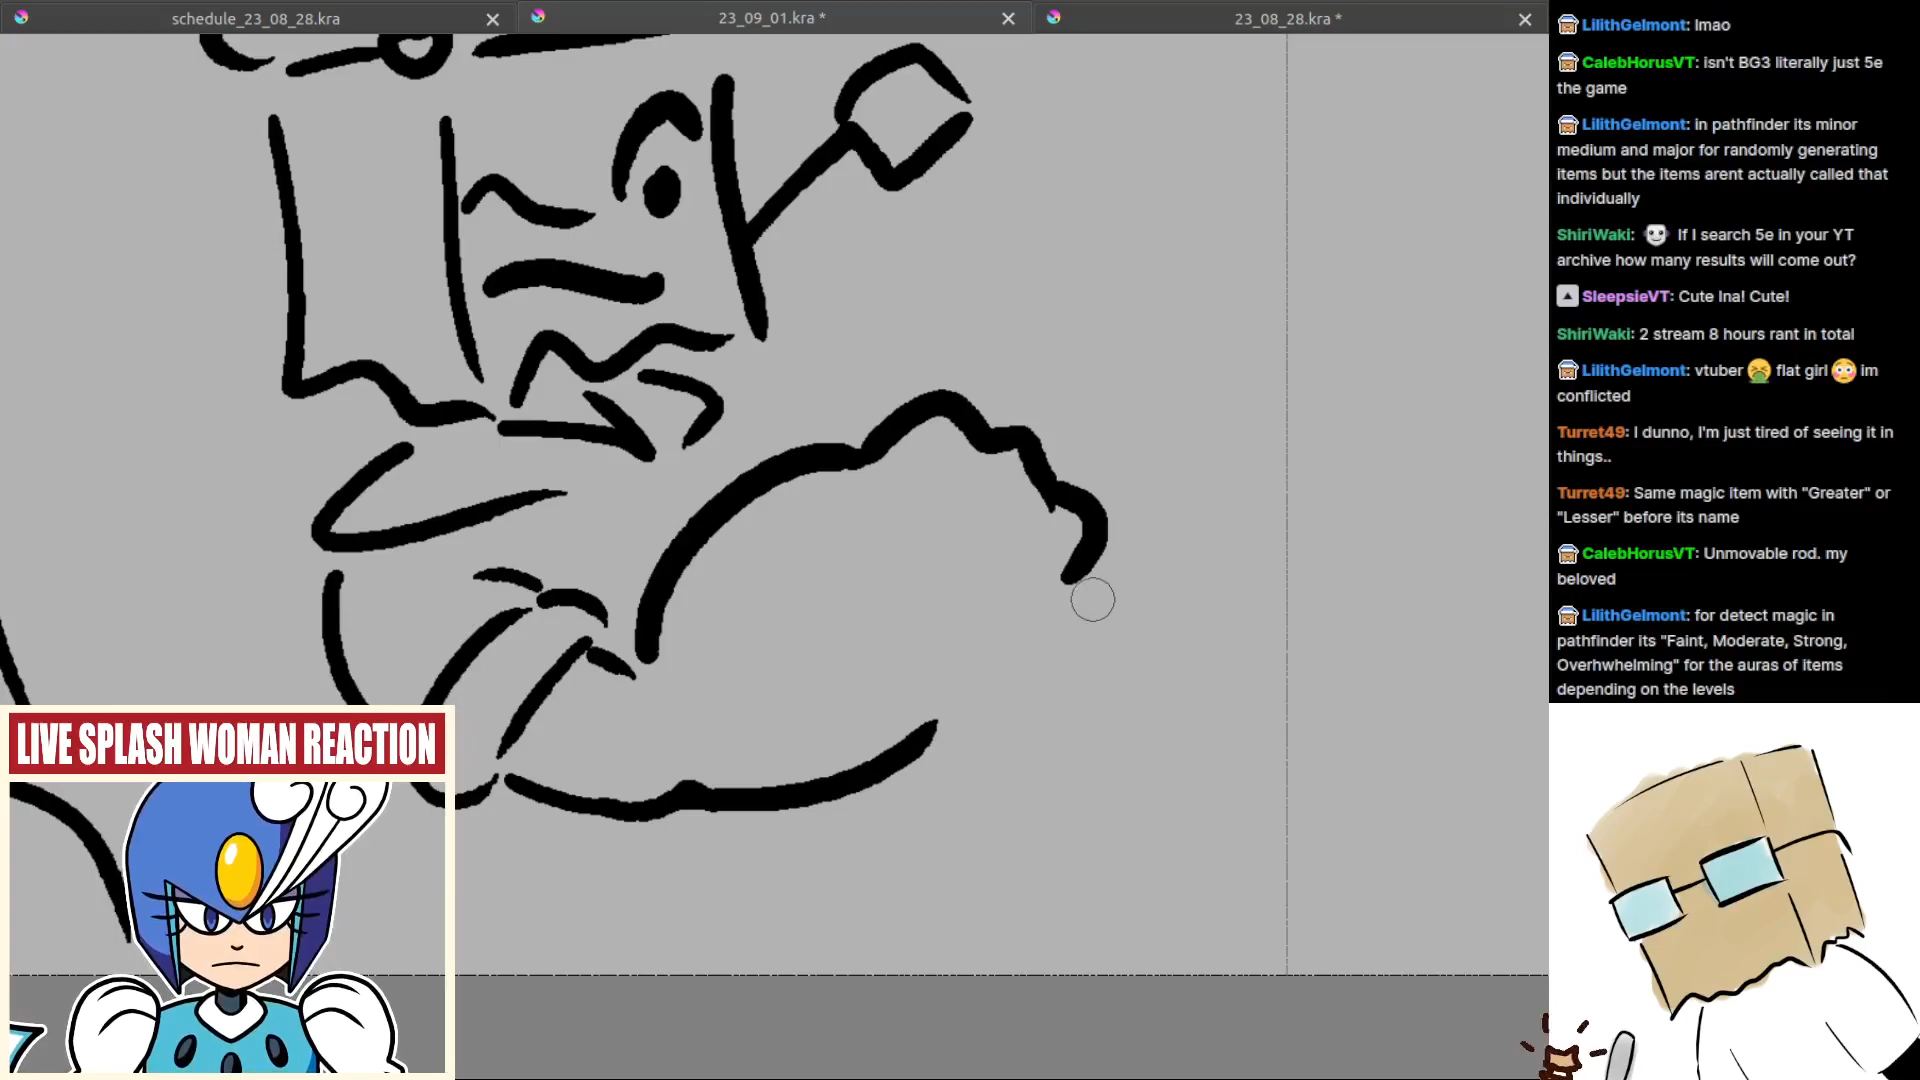 schedule_23_08_28.kra
23_09_01.kra *
23_08_28.kra *
LilithGelmont: lmao
CalebHorusVT: isn't BG3 literally just 5e
the game
LilithGelmont: in pathfinder its minor
medium and major for randomly generating
items but the items arent actually called that
individually
ShiriWaki: If I search 5e in your YT
archive how many results will come out?
SleepsieVT: Cute Ina! Cute!
ShiriWaki: 2 stream 8 hours rant in total
LilithGelmont: vtuber 🤮 flat girl 😳 im
conflicted
Turret49: I dunno, I'm just tired of seeing it in
things..
Turret49: Same magic item with "Greater" or
"Lesser" before its name
CalebHorusVT: Unmovable rod. my
beloved
LilithGelmont: for detect magic in
pathfinder its "Faint, Moderate, Strong,
Overhwhelming" for the auras of items
depending on the levels
LIVE SPLASH WOMAN REACTION